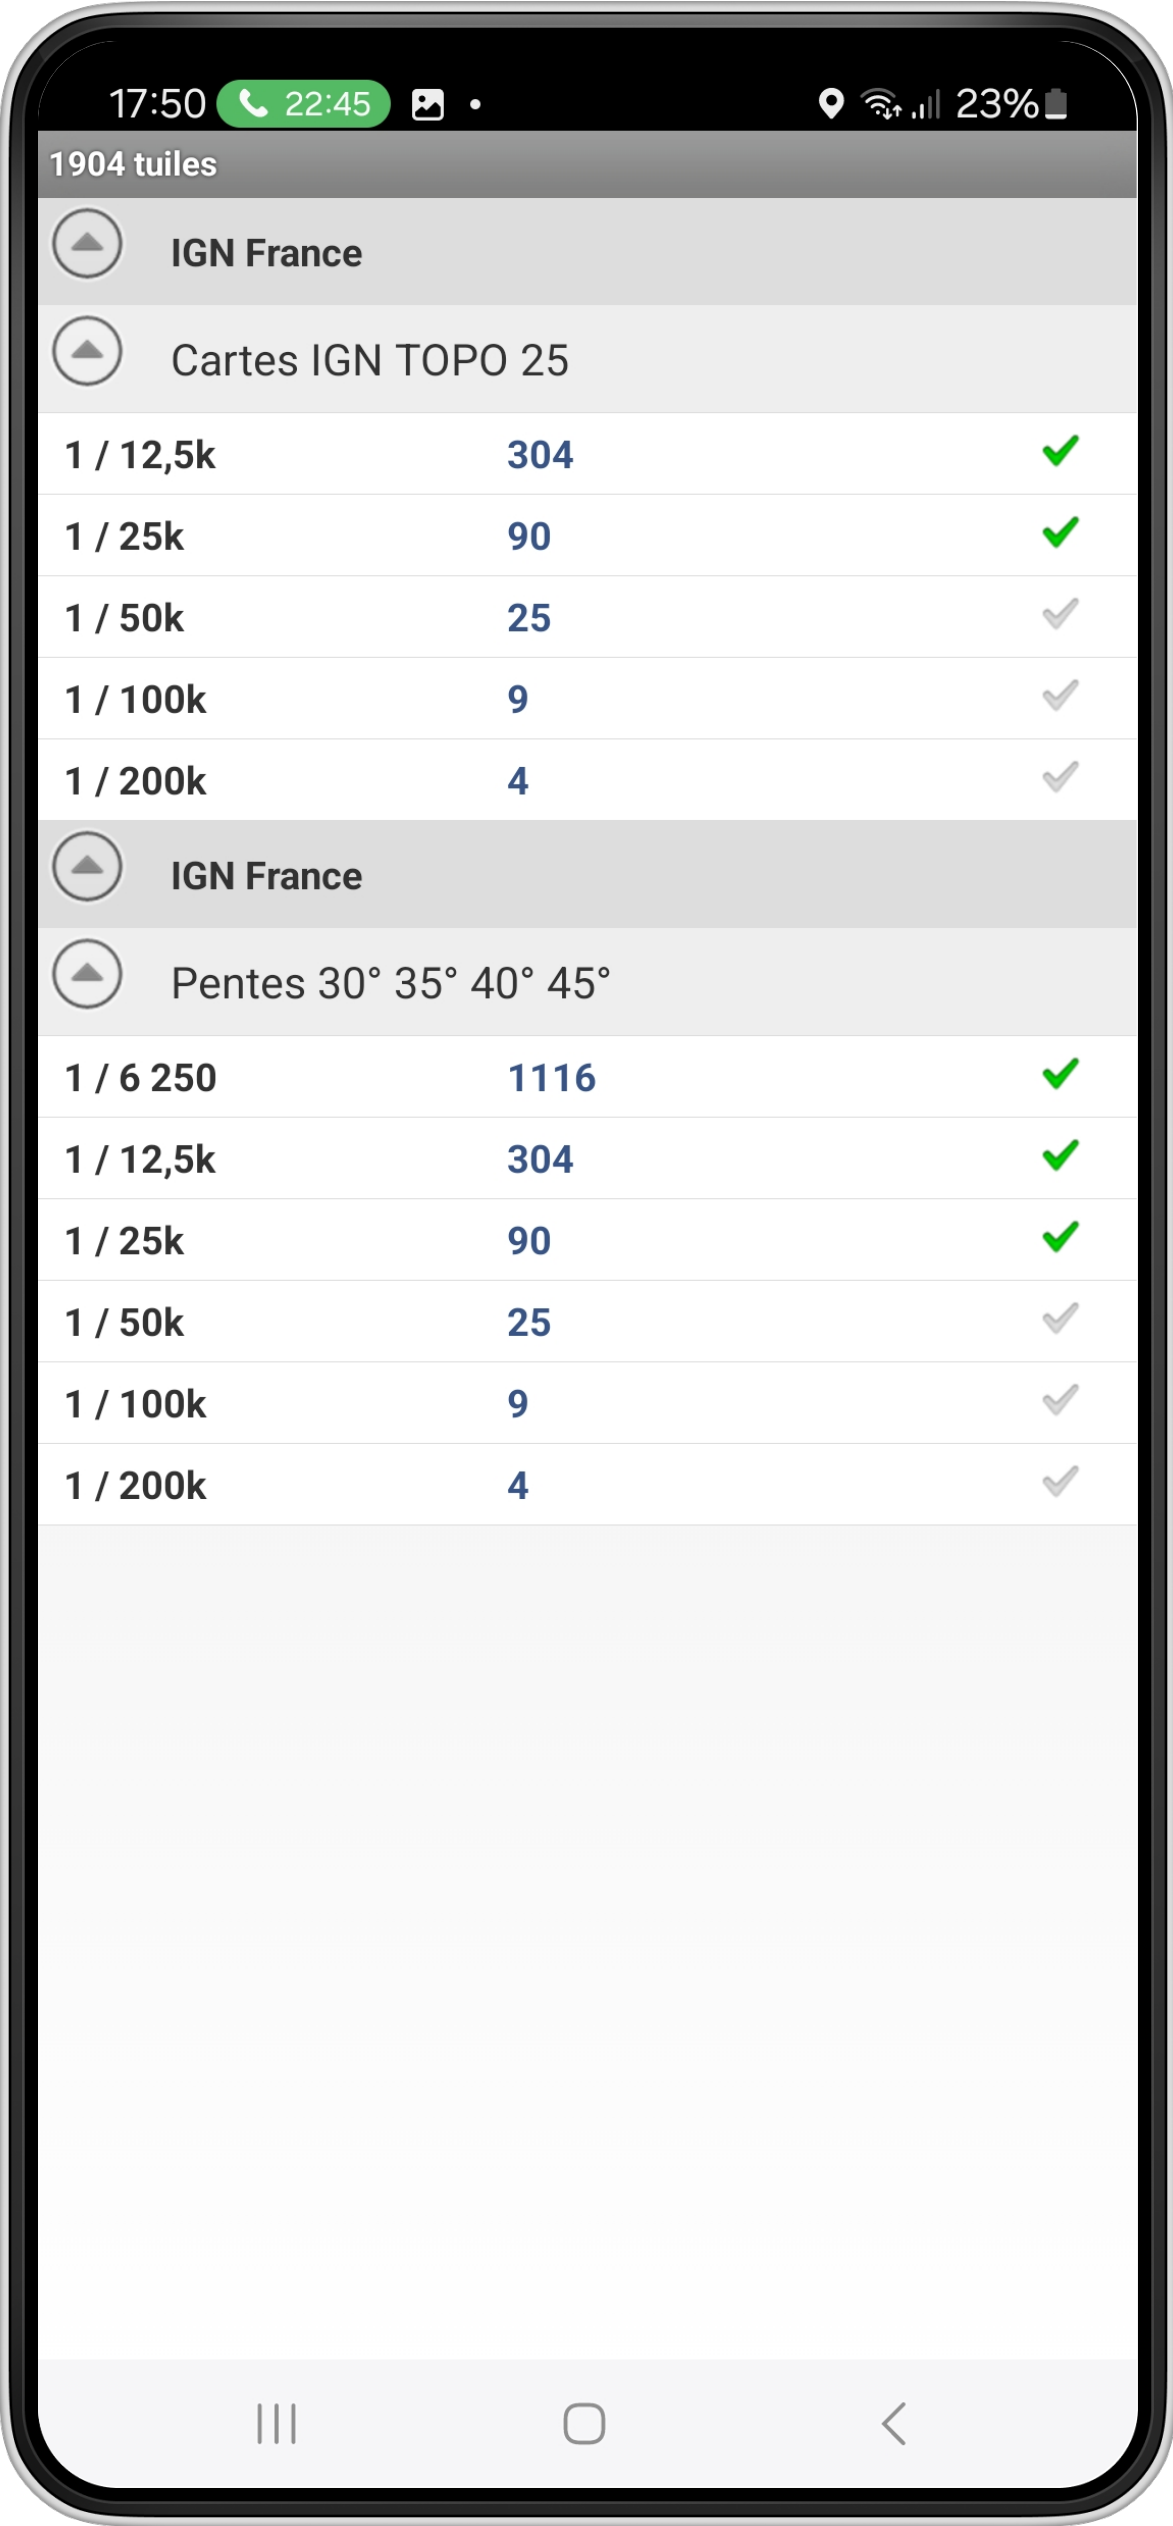 17:50 22:45 23%
1904 tuiles
IGN France
Cartes IGN TOPO 25
1 / 12,5k 304
1 / 25k 90
1 / 50k 25
1 / 100k 9
1 / 200k 4
IGN France
Pentes 30° 35° 40° 45°
1 / 6 250 1116
1 / 12,5k 304
1 / 25k 90
1 / 50k 25
1 / 100k 9
1 / 200k 4